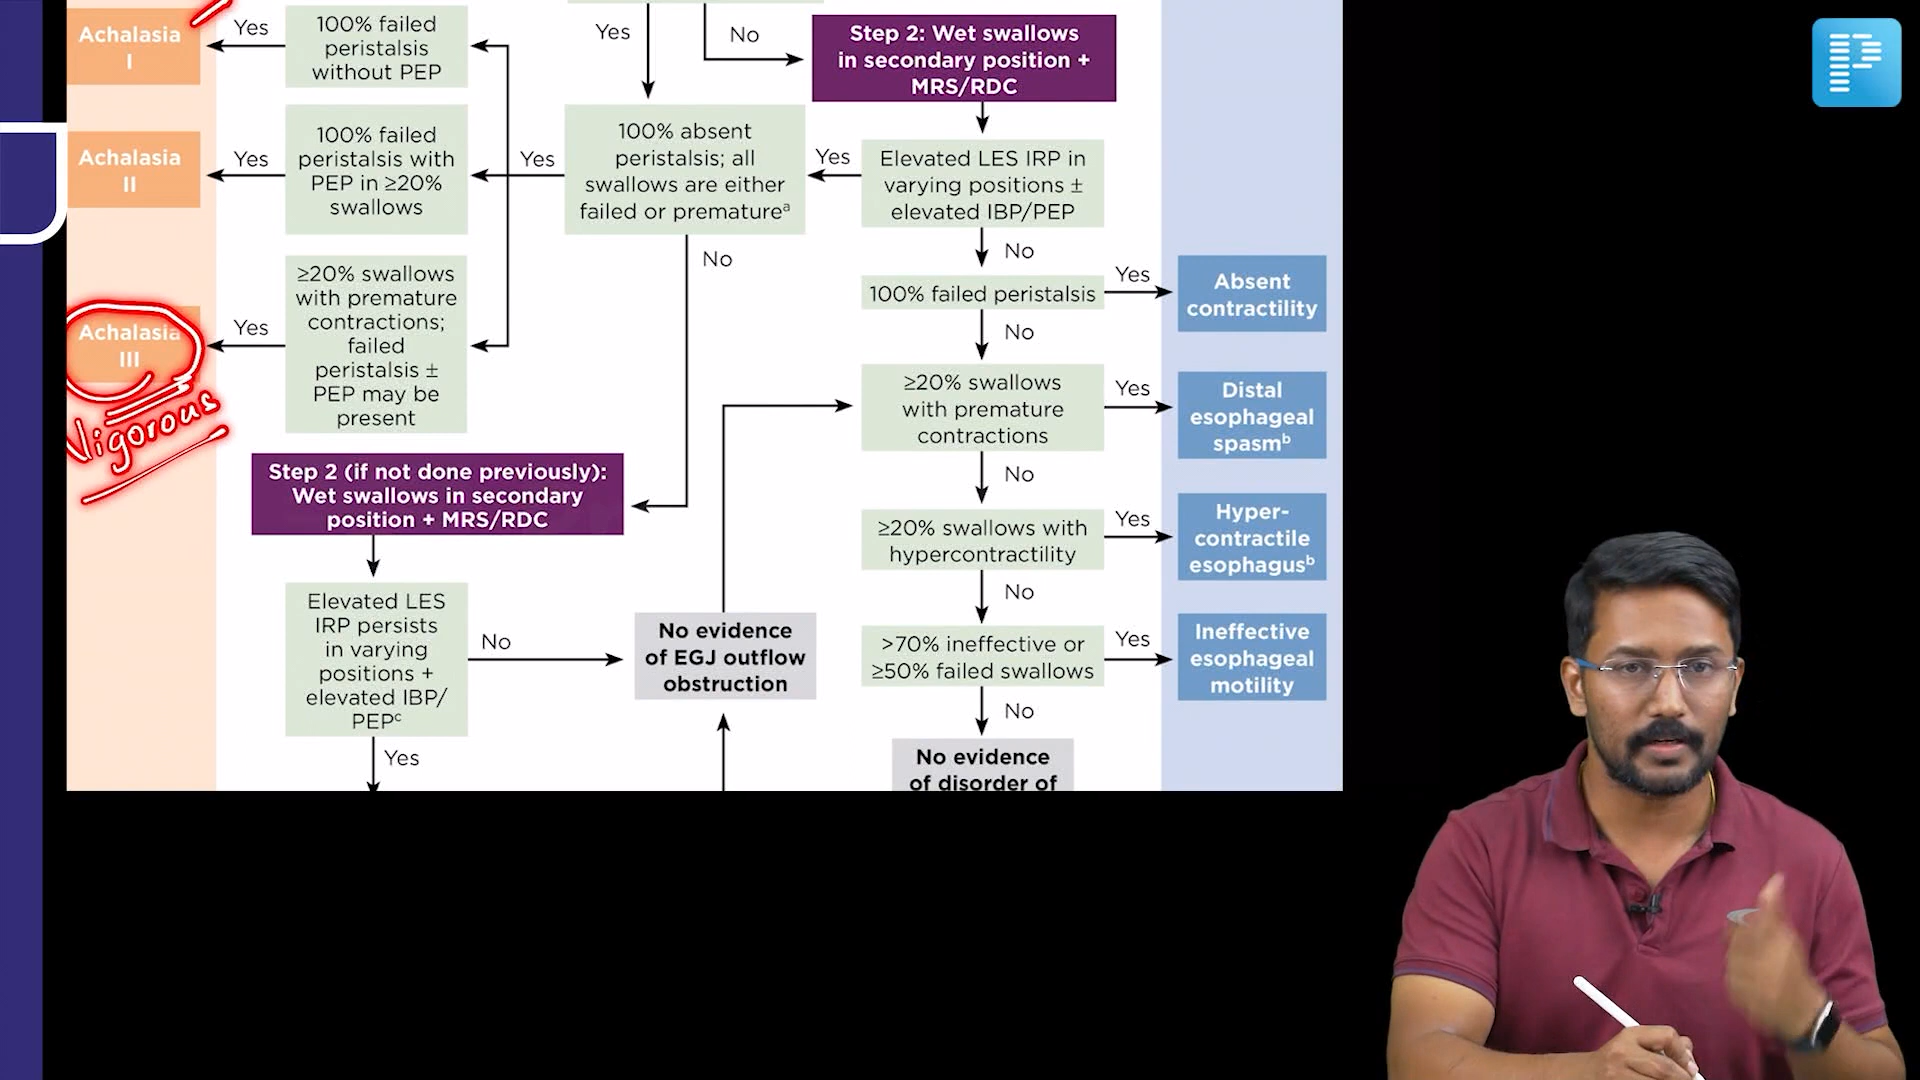 Achalasia
I
Yes
100% failed
peristalsis
without PEP
Yes
No
Step 2: Wet swallows
in secondary position +
MRS/RDC
Achalasia
II
Yes
100% failed
peristalsis with
PEP in ≥20%
swallows
Yes
100% absent
peristalsis; all
swallows are either
failed or prematureᵃ
Yes
Elevated LES IRP in
varying positions ±
elevated IBP/PEP
No
No
100% failed peristalsis
Yes
Absent
contractility
Achalasia
III
Vigorous
Yes
≥20% swallows
with premature
contractions;
failed
peristalsis ±
PEP may be
present
No
≥20% swallows
with premature
contractions
Yes
Distal
esophageal
spasmᵇ
Step 2 (if not done previously):
Wet swallows in secondary
position + MRS/RDC
No
≥20% swallows with
hypercontractility
Yes
Hyper-
contractile
esophagusᵇ
No
Elevated LES
IRP persists
in varying
positions +
elevated IBP/
PEPᶜ
No
No evidence
of EGJ outflow
obstruction
>70% ineffective or
≥50% failed swallows
Yes
Ineffective
esophageal
motility
No
Yes
No evidence
of disorder of